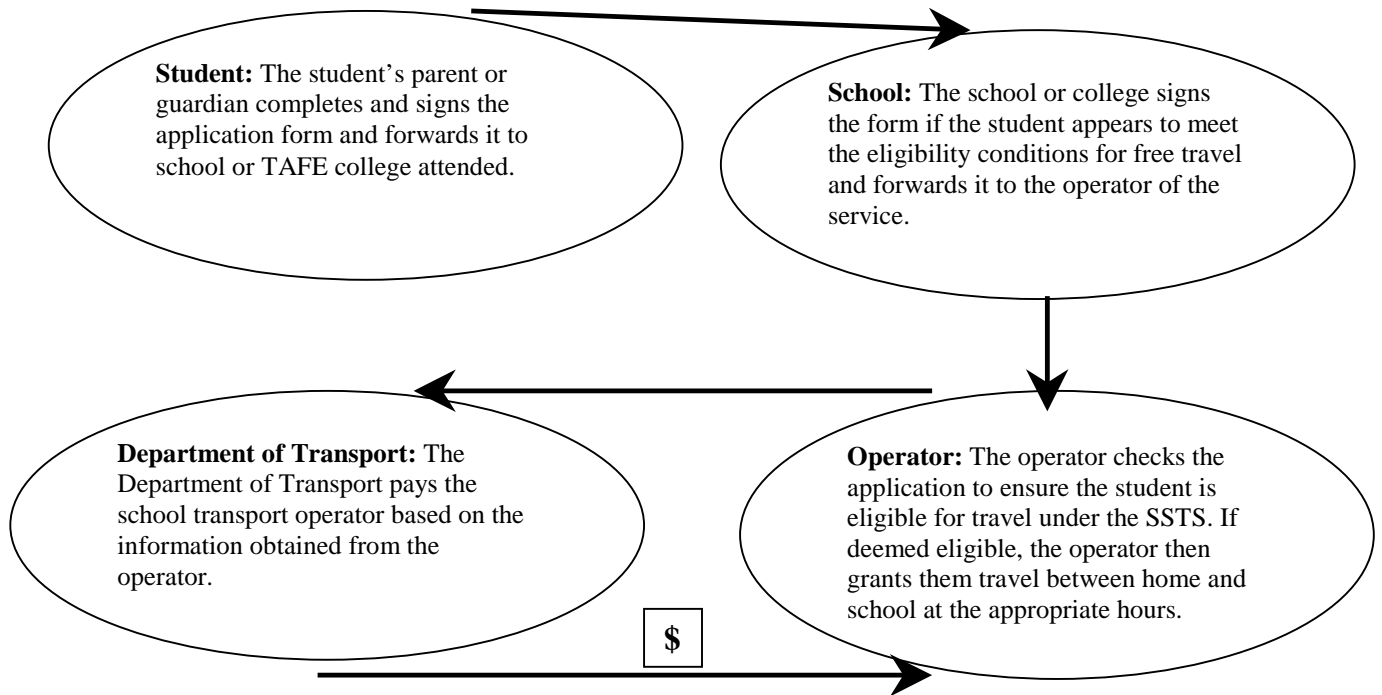 Student: The student’s parent or
guardian completes and signs the
application form and forwards it to
school or TAFE college attended.
School: The school or college signs
the form if the student appears to meet
the eligibility conditions for free travel
and forwards it to the operator of the
service.
Department of Transport: The
Department of Transport pays the
school transport operator based on the
information obtained from the
operator.
Operator: The operator checks the
application to ensure the student is
eligible for travel under the SSTS. If
deemed eligible, the operator then
grants them travel between home and
school at the appropriate hours.
$